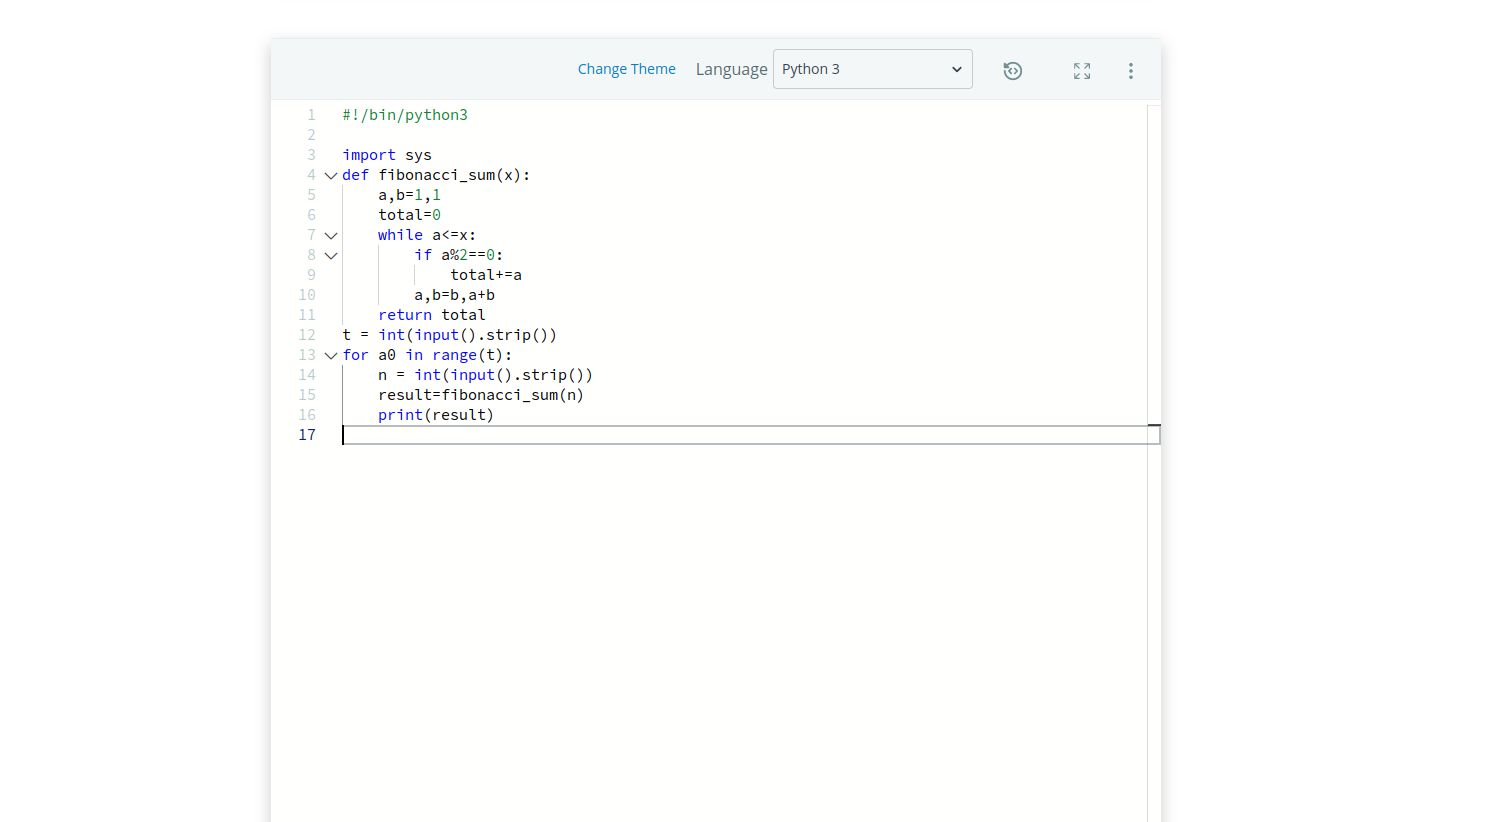 Change Theme Language Python 3
1 #!/bin/python3
2
3 import sys
4 def fibonacci_sum(x):
5     a,b=1,1
6     total=0
7     while a<=x:
8         if a%2==0:
9             total+=a
10         a,b=b,a+b
11     return total
12 t = int(input().strip())
13 for a0 in range(t):
14     n = int(input().strip())
15     result=fibonacci_sum(n)
16     print(result)
17